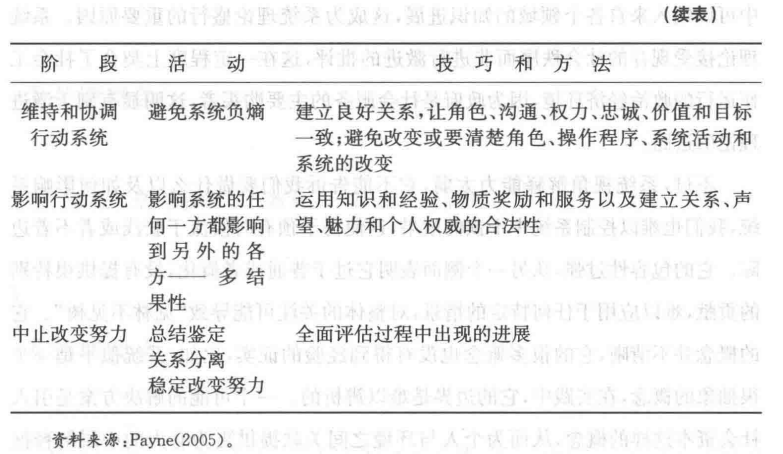 (续表)
阶 段 活 动 技 巧 和 方 法
维持和协调 避免系统负熵 建立良好关系,让角色、沟通、权力、忠诚、价值和目标
行动系统 一致;避免改变或要清楚角色、操作程序、系统活动和
系统的改变
影响行动系统 影响系统的任 运用知识和经验、物质奖励和服务以及建立关系、声
何一方都影响 望、魅力和个人权威的合法性
到另外的各
方——多结
果性
中止改变努力 总结鉴定 全面评估过程中出现的进展
关系分离
稳定改变努力
资料来源:Payne(2005)。